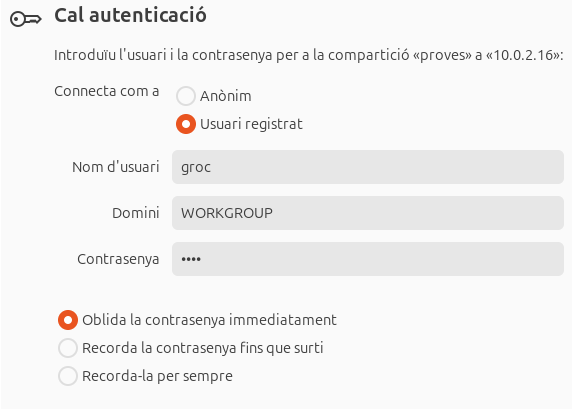 Cal autenticació
Introduïu l'usuari i la contrasenya per a la compartició «proves» a «10.0.2.16»:
Connecta com a
Anònim
Usuari registrat
Nom d'usuari
groc
Domini
WORKGROUP
Contrasenya
••••
Oblida la contrasenya immediatament
Recorda la contrasenya fins que surti
Recorda-la per sempre